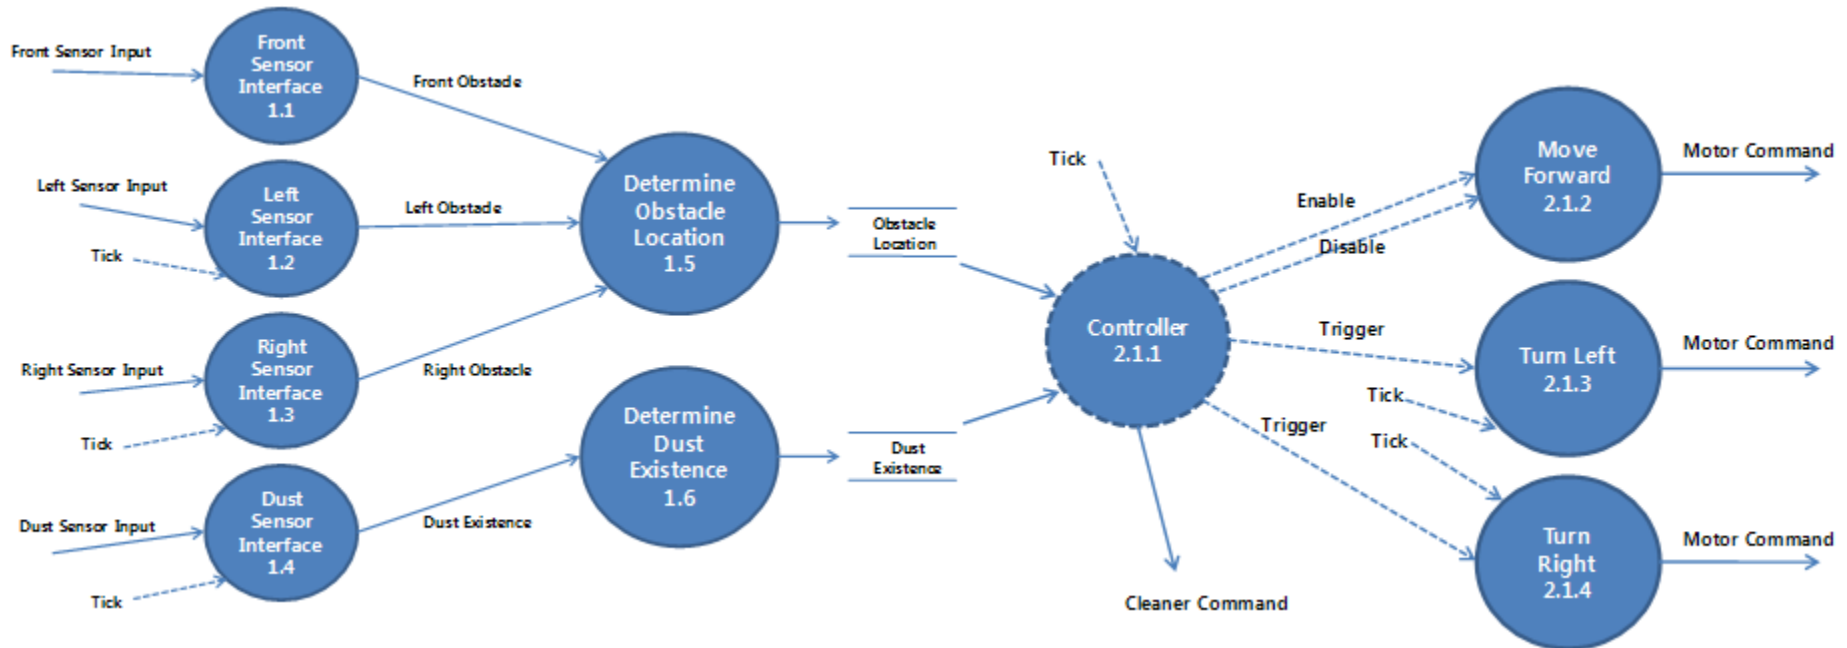 Front Sensor Input
Front
Sensor
Interface
1.1
Front Obstacle
Left Sensor Input
Tick
Left
Sensor
Interface
1.2
Left Obstacle
Right Sensor Input
Tick
Right
Sensor
Interface
1.3
Right Obstacle
Dust Sensor Input
Tick
Dust
Sensor
Interface
1.4
Dust Existence
Determine
Obstacle
Location
1.5
Determine
Dust
Existence
1.6
Obstacle
Location
Dust
Existence
Tick
Controller
2.1.1
Cleaner Command
Enable
Disable
Trigger
Trigger
Tick
Tick
Move
Forward
2.1.2
Motor Command
Turn Left
2.1.3
Motor Command
Turn
Right
2.1.4
Motor Command